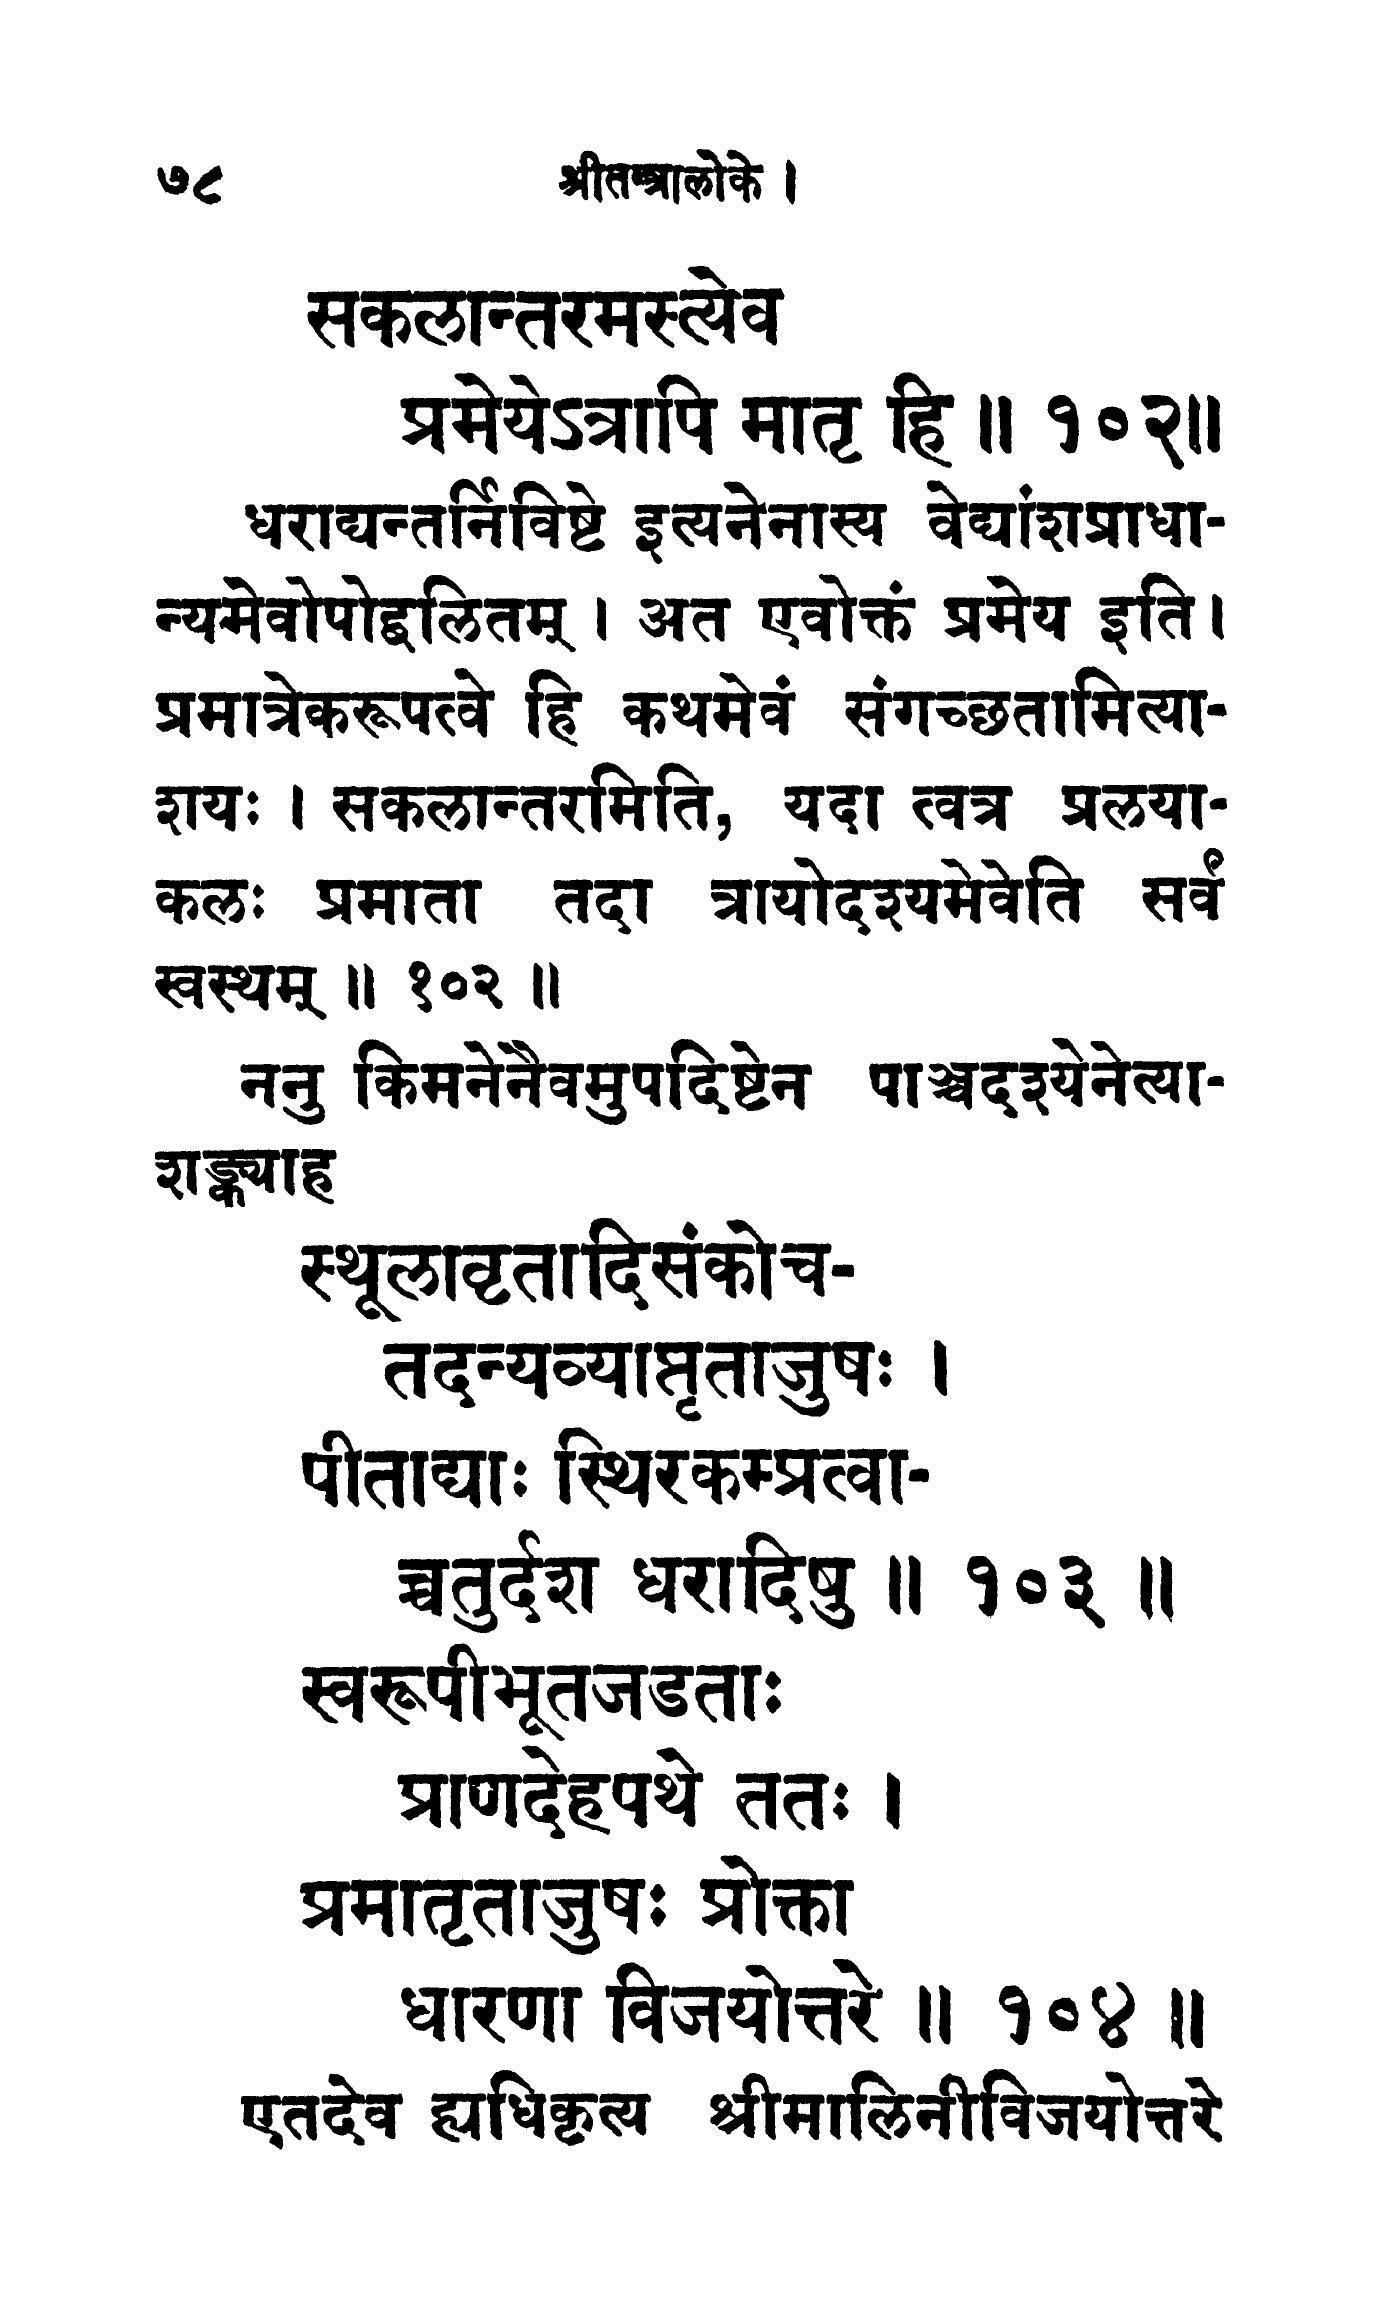 ७८ श्रीतन्त्रालोके ।
सकलान्तरमस्त्येव
प्रमेयेऽत्रापि मातृ हि ॥ १०२॥
धराद्यन्तर्निविष्टे इत्यनेनास्य वेद्यांशप्राधा-
न्यमेवोपोद्बलितम् । अत एवोक्तं प्रमेय इति।
प्रमात्रेकरूपत्वे हि कथमेवं संगच्छतामित्या-
शयः । सकलान्तरमिति, यदा त्वत्र प्रलया-
कलः प्रमाता तदा त्रायोदश्यमेवेति सर्वं
स्वस्थम् ॥ १०२ ॥
ननु किमनेनैवमुपदिष्टेन पाञ्चदश्येनेत्या-
शङ्क्याह
स्थूलावृतादिसंकोच-
तदन्यव्याप्तृताजुषः ।
पीताद्याः स्थिरकम्प्रत्वा-
च्चतुर्दश धरादिषु ॥ १०३ ॥
स्वरूपीभूतजडताः
प्राणदेहपथे ततः ।
प्रमातृताजुषः प्रोक्ता
धारणा विजयोत्तरे ॥ १०४ ॥
एतदेव ह्यधिकृत्य श्रीमालिनीविजयोत्तरे